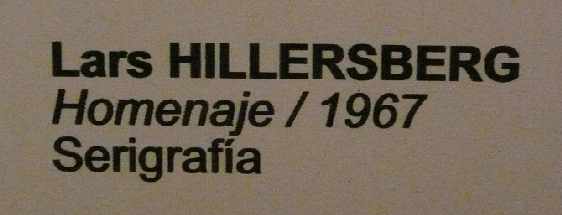 Lars HILLERSBERG
Homenaje / 1967
Serigrafía